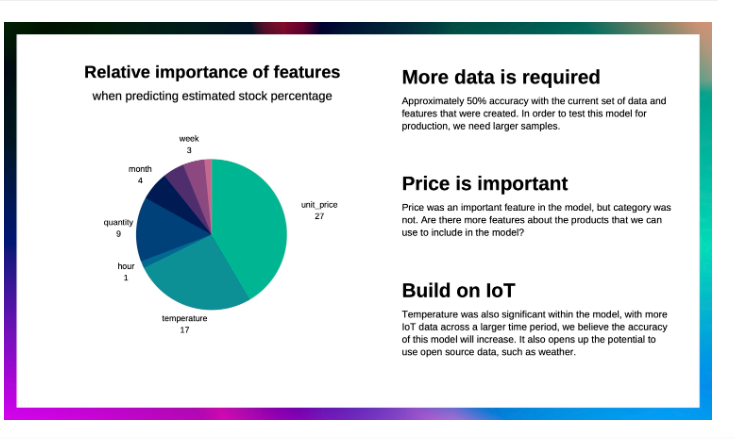 Relative importance of features
when predicting estimated stock percentage
week
3
month
4
quantity
9
hour
1
temperature
17
unit_price
27
More data is required
Approximately 50% accuracy with the current set of data and
features that were created. In order to test this model for
production, we need larger samples.
Price is important
Price was an important feature in the model, but category was
not. Are there more features about the products that we can
use to include in the model?
Build on IoT
Temperature was also significant within the model, with more
IoT data across a larger time period, we believe the accuracy
of this model will increase. It also opens up the potential to
use open source data, such as weather.